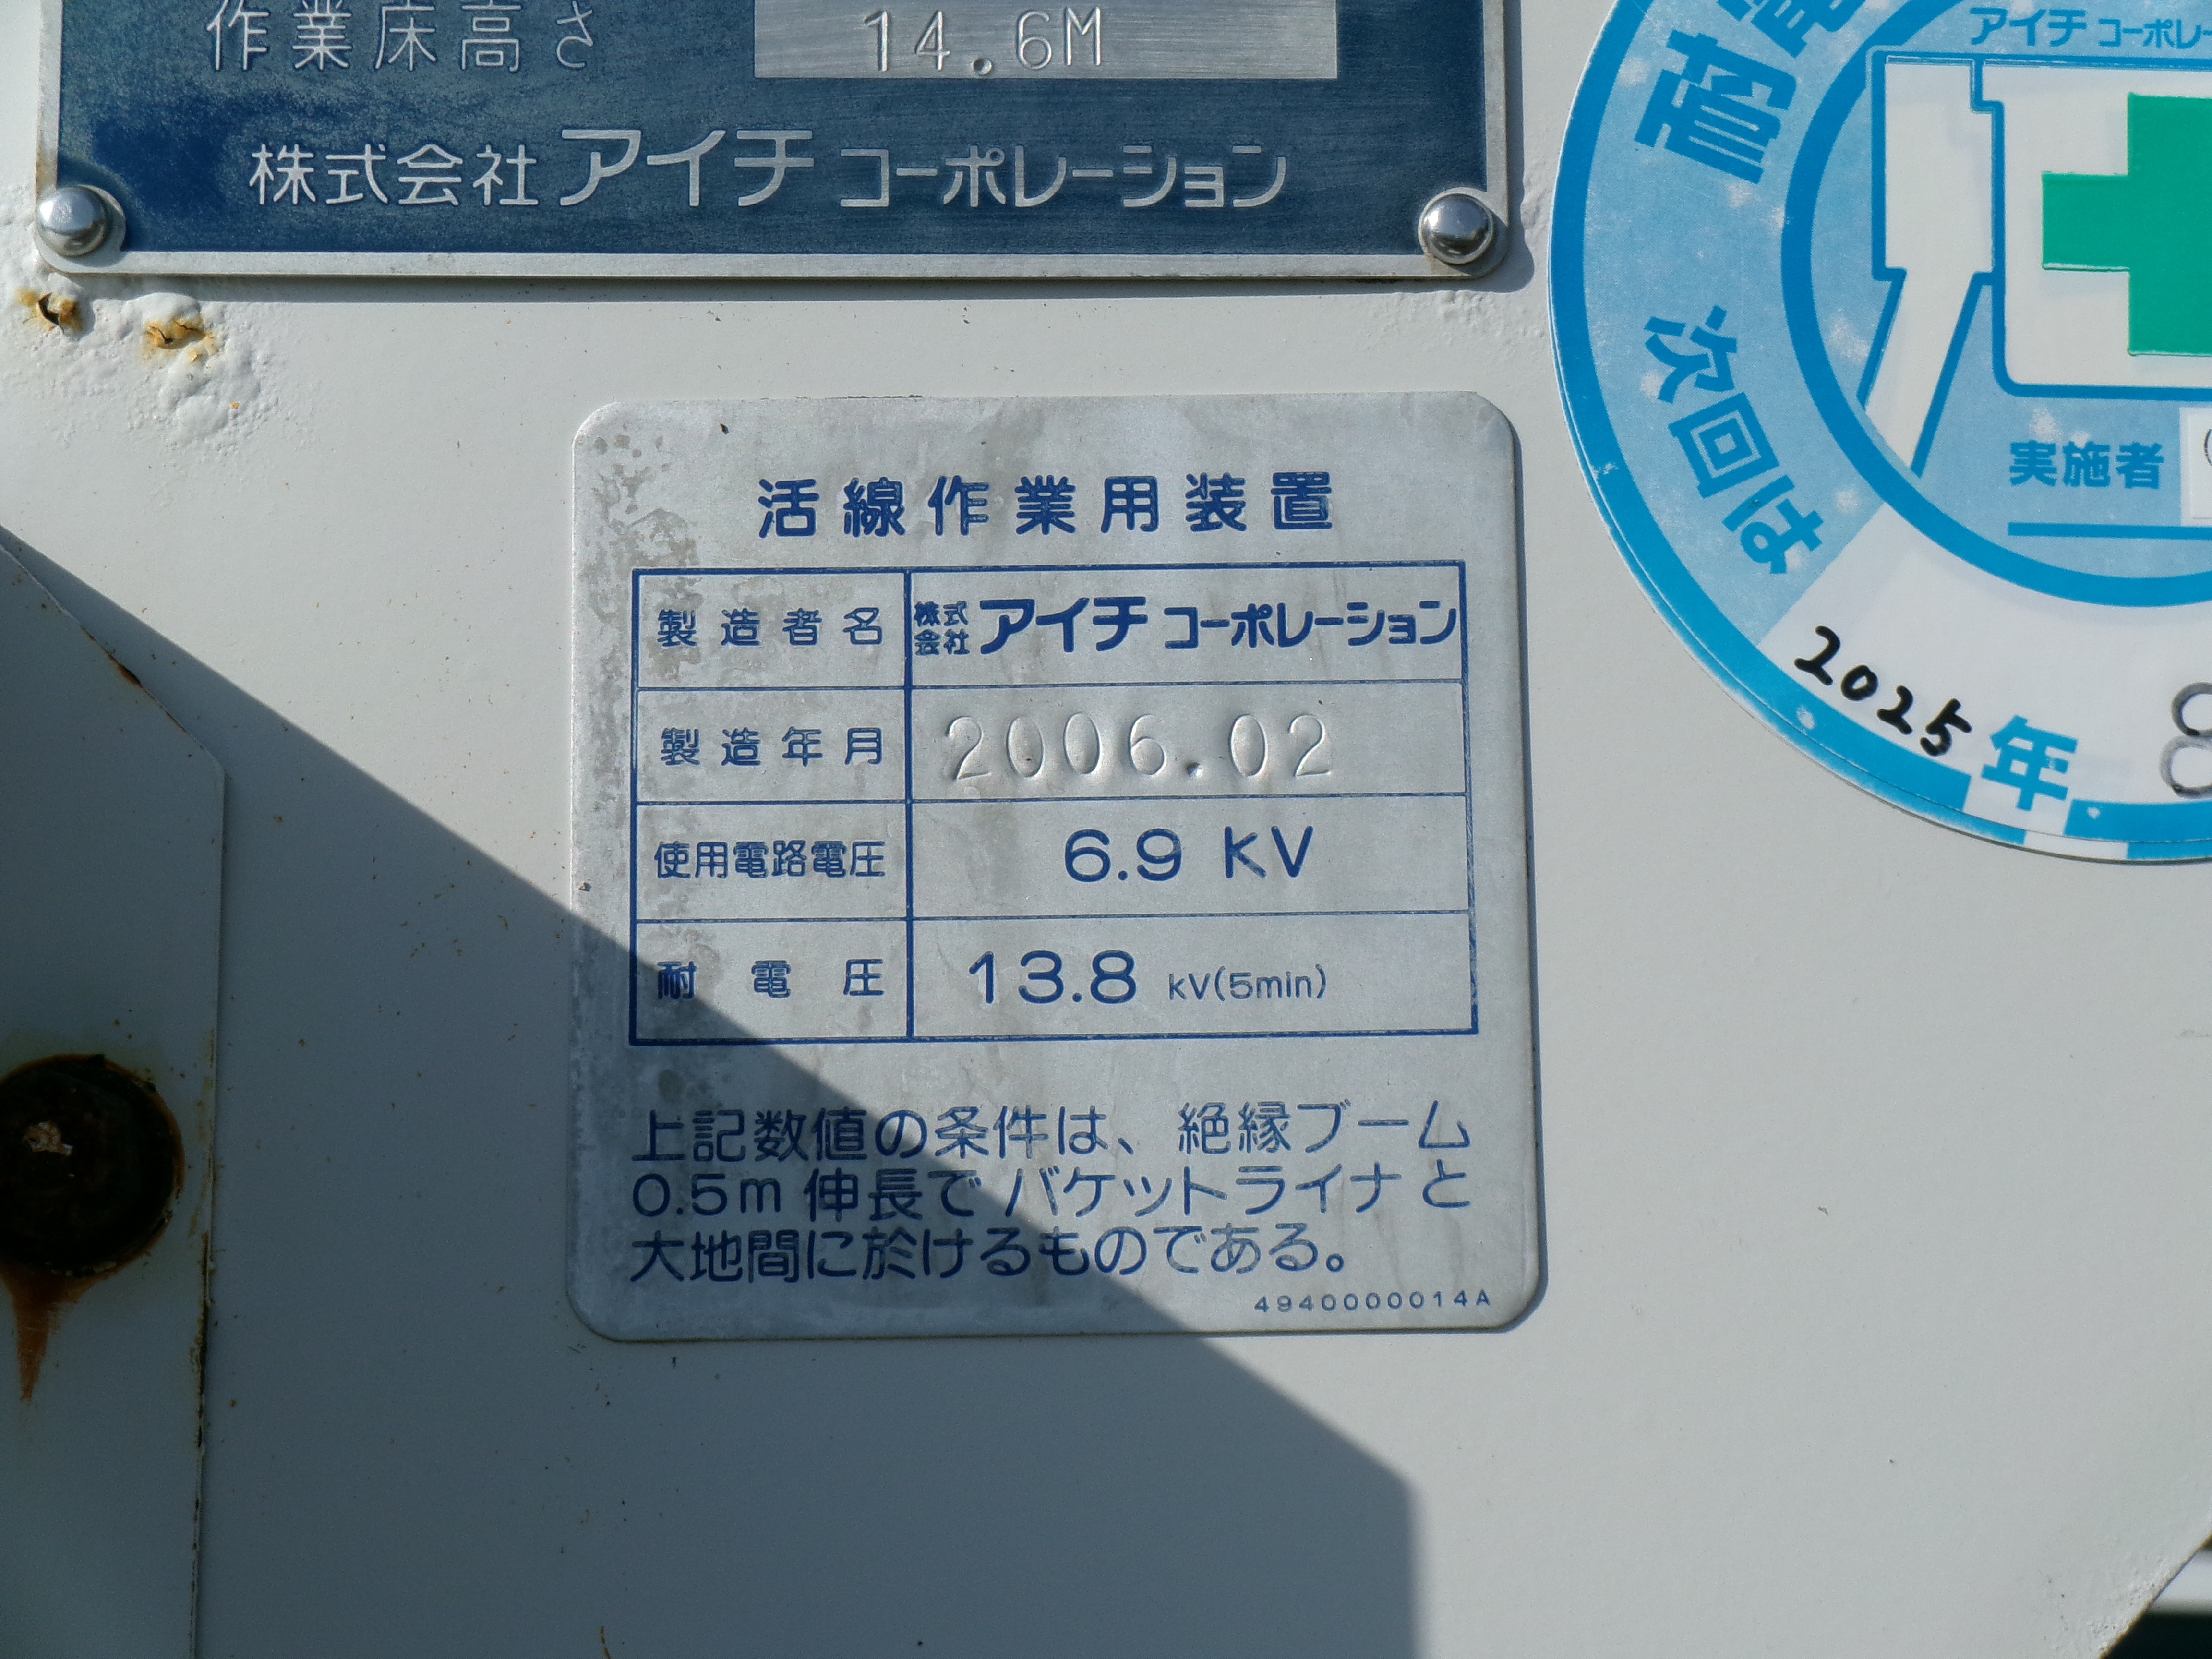 作業床高さ 14.6M
株式会社アイチコーポレーション
活線作業用装置
製造者名 株式会社アイチコーポレーション
製造年月 2006.02
使用電路電圧 6.9 KV
耐電圧 13.8 kV(5min)
上記数値の条件は、絶縁ブーム
0.5m伸長でバケットライナと
大地間に於けるものである。
4940000014A
アイチコーポレー
実施者
次回は
2025年
8